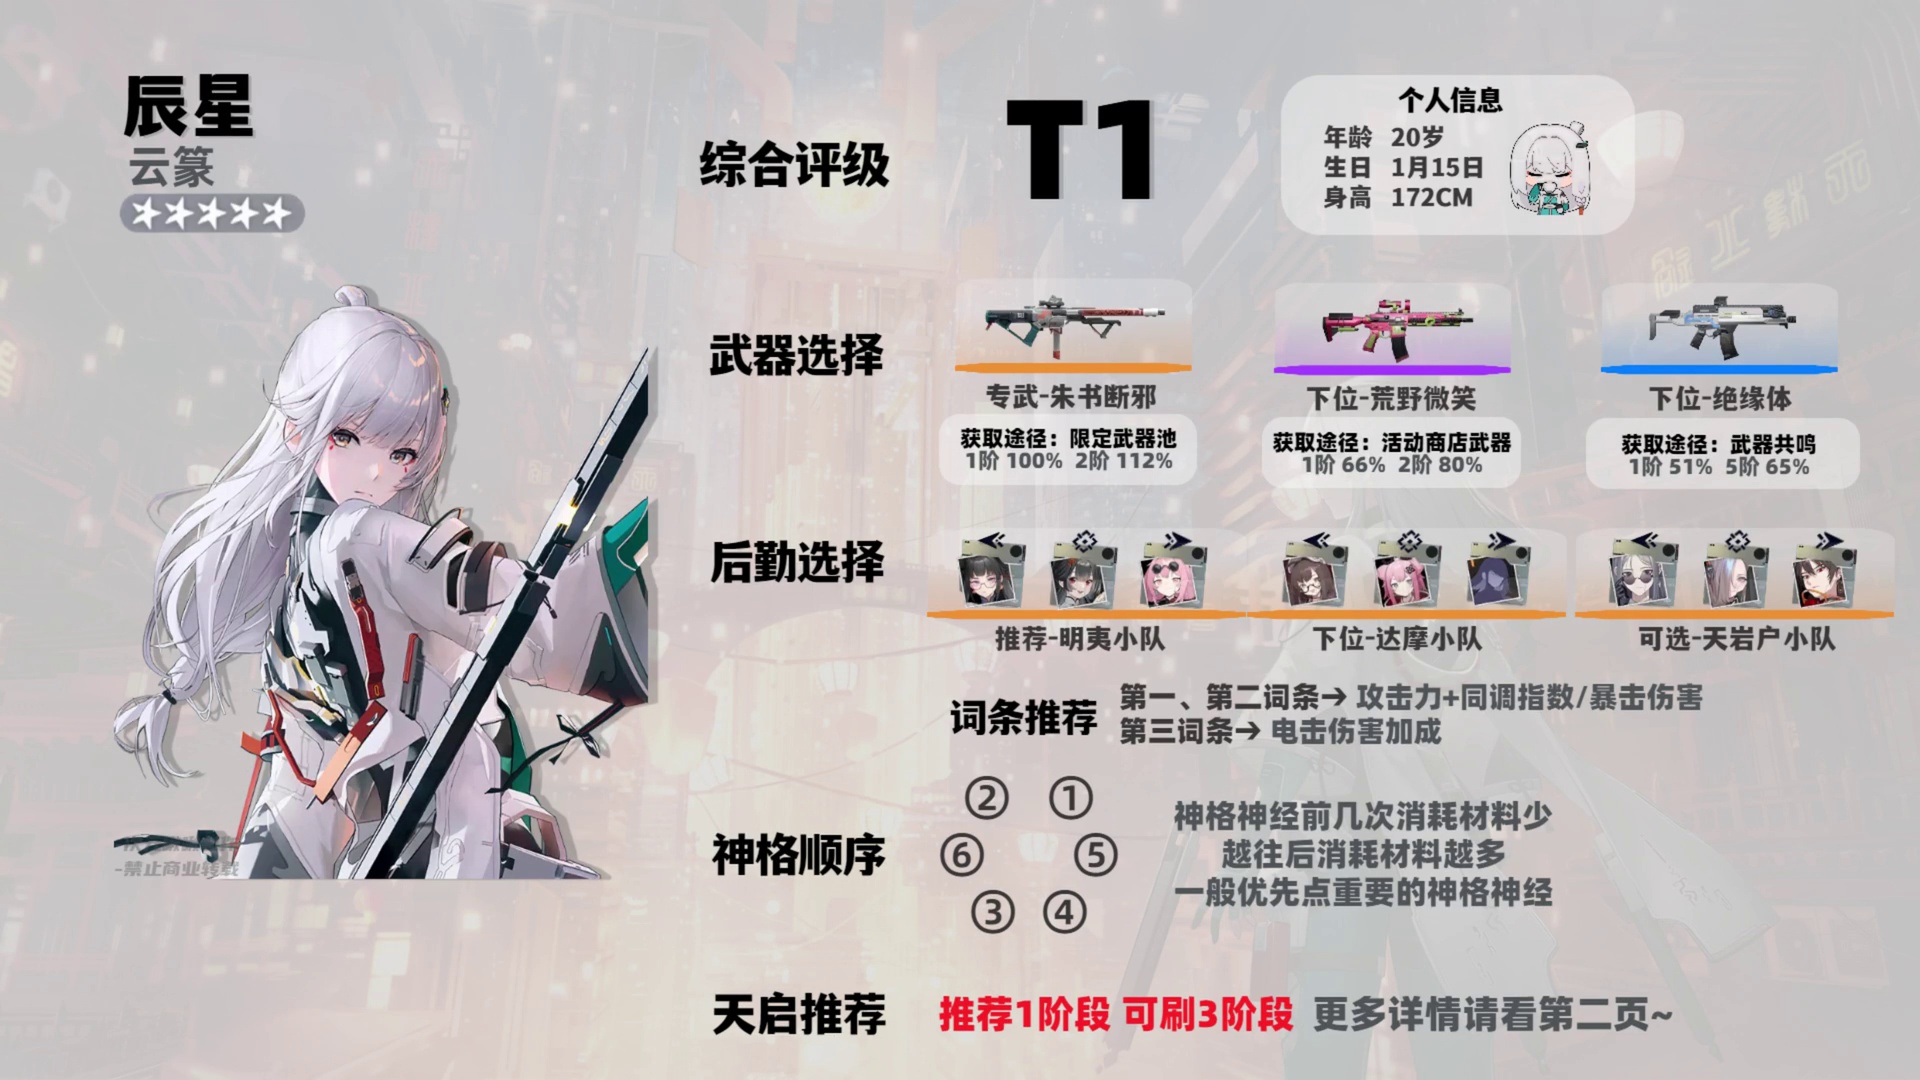 辰星
云篆
综合评级
T1
个人信息
年龄 20岁
生日 1月15日
身高 172CM
武器选择
专武-朱书断邪
获取途径：限定武器池
1阶 100% 2阶 112%
下位-荒野微笑
获取途径：活动商店武器
1阶 66% 2阶 80%
下位-绝缘体
获取途径：武器共鸣
1阶 51% 5阶 65%
后勤选择
推荐-明夷小队
下位-达摩小队
可选-天岩户小队
词条推荐
第一、第二词条→ 攻击力+同调指数/暴击伤害
第三词条→ 电击伤害加成
神格顺序
② ①
⑥ ⑤
③ ④
神格神经前几次消耗材料少
越往后消耗材料越多
一般优先点重要的神格神经
-禁止商业转载
天启推荐
推荐1阶段 可刷3阶段 更多详情请看第二页~